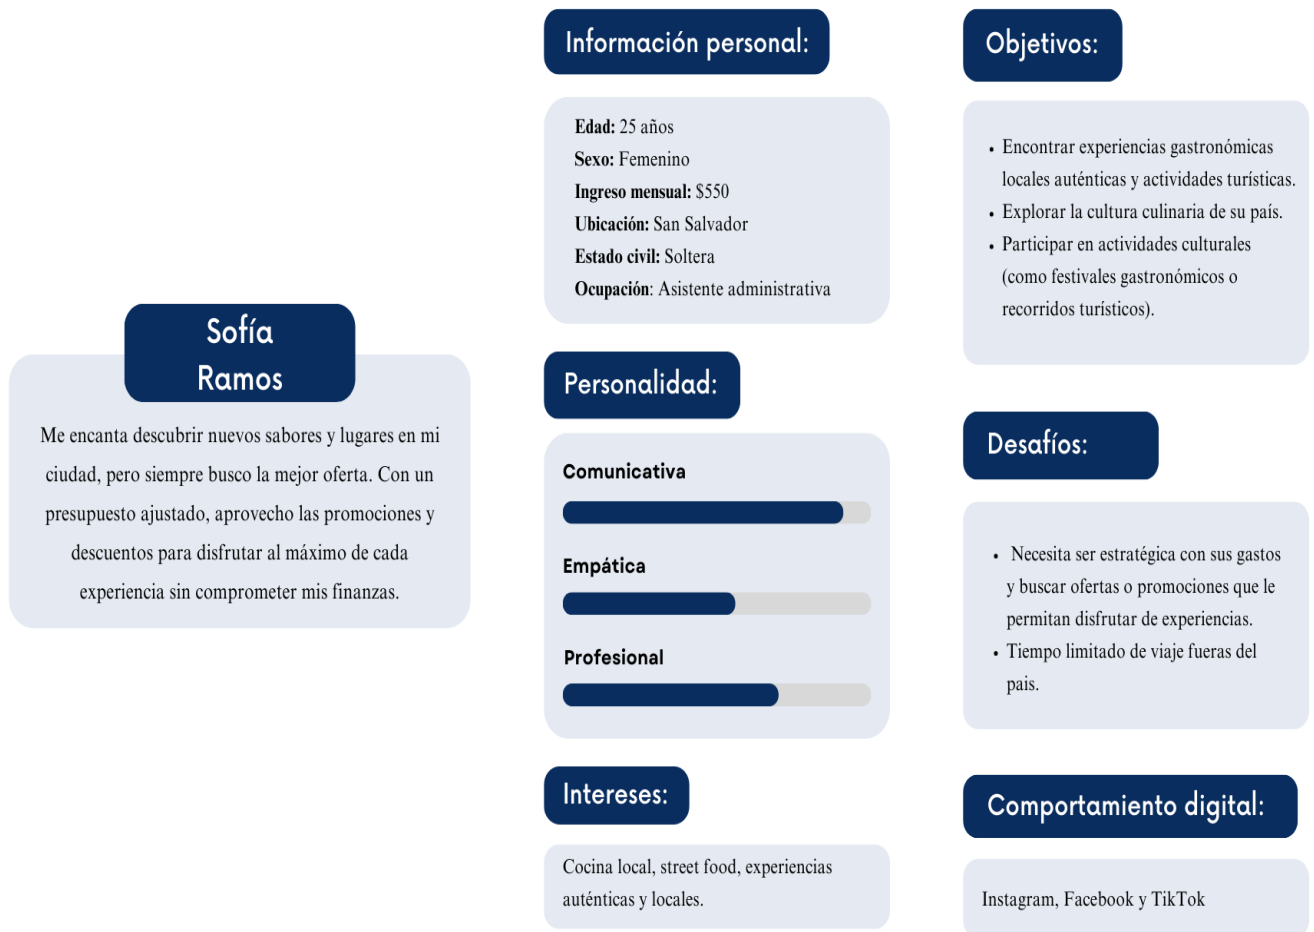 Sofía
Ramos
Me encanta descubrir nuevos sabores y lugares en mi
ciudad, pero siempre busco la mejor oferta. Con un
presupuesto ajustado, aprovecho las promociones y
descuentos para disfrutar al máximo de cada
experiencia sin comprometer mis finanzas.
Información personal:
Edad: 25 años
Sexo: Femenino
Ingreso mensual: $550
Ubicación: San Salvador
Estado civil: Soltera
Ocupación: Asistente administrativa
Personalidad:
Comunicativa
Empática
Profesional
Intereses:
Cocina local, street food, experiencias
auténticas y locales.
Objetivos:
• Encontrar experiencias gastronómicas
locales auténticas y actividades turísticas.
• Explorar la cultura culinaria de su país.
• Participar en actividades culturales
(como festivales gastronómicos o
recorridos turísticos).
Desafíos:
• Necesita ser estratégica con sus gastos
y buscar ofertas o promociones que le
permitan disfrutar de experiencias.
• Tiempo limitado de viaje fueras del
pais.
Comportamiento digital:
Instagram, Facebook y TikTok